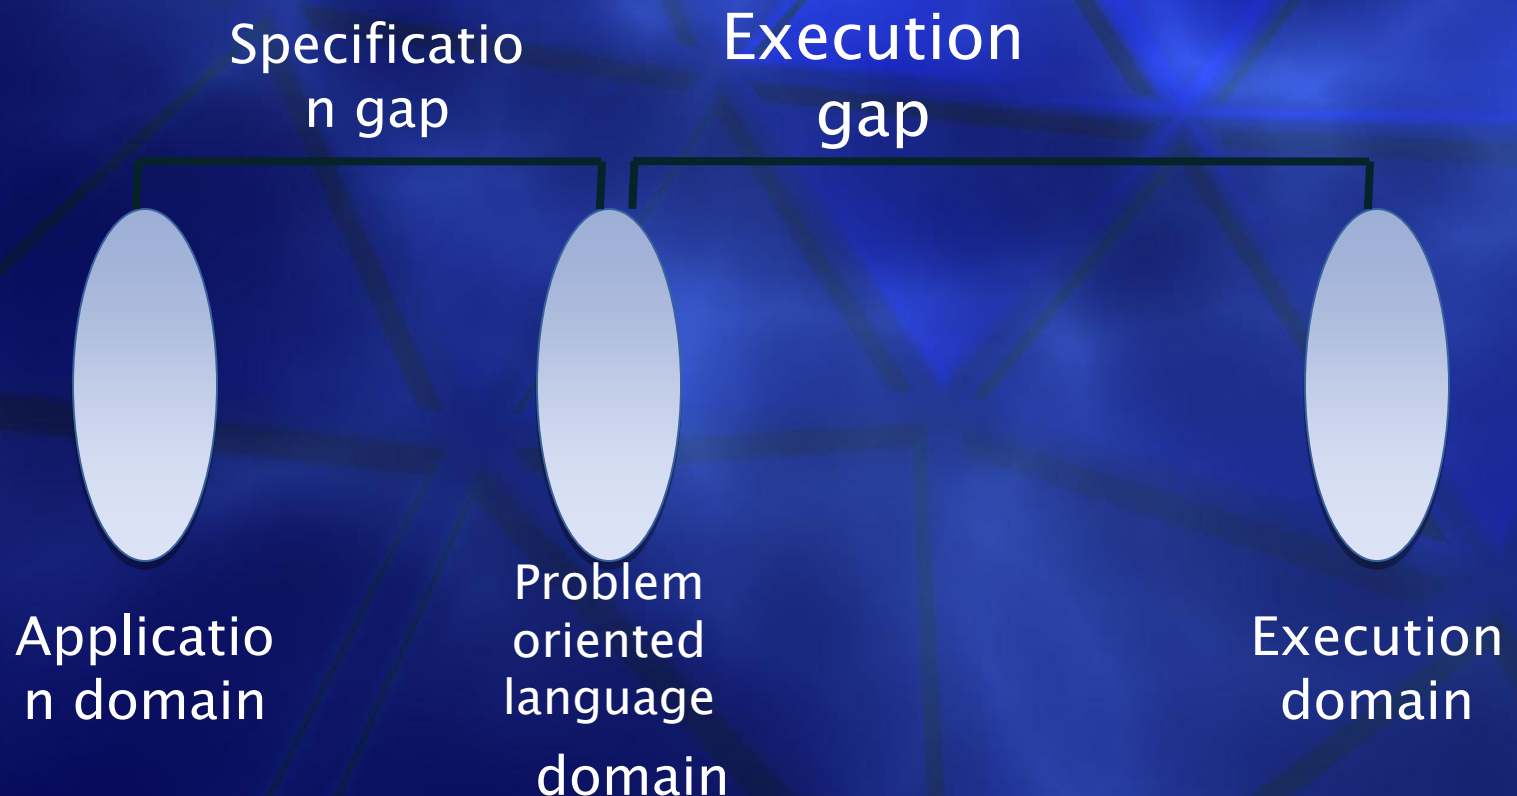 Specificatio
n gap
Execution
gap
Applicatio
n domain
Problem
oriented
language
domain
Execution
domain